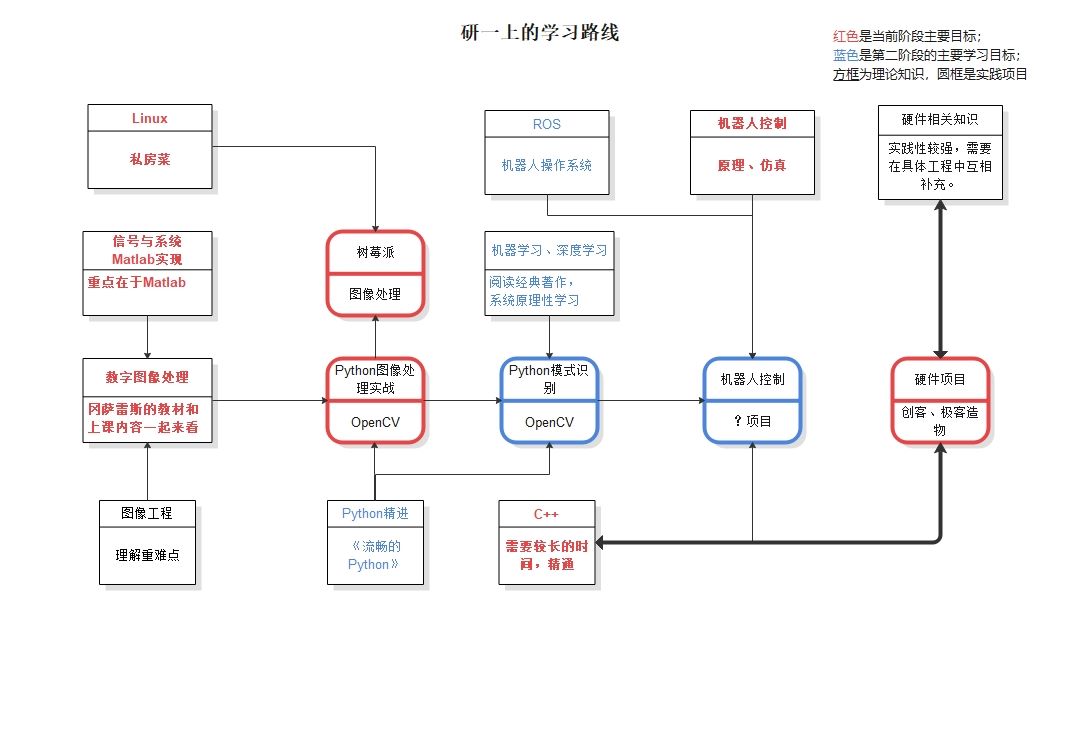 研一上的学习路线
红色是当前阶段主要目标；
蓝色是第二阶段的主要学习目标；
方框为理论知识，圆框是实践项目
Linux
私房菜
ROS
机器人操作系统
机器人控制
原理、仿真
硬件相关知识
实践性较强，需要
在具体工程中互相
补充。
信号与系统
Matlab实现
重点在于Matlab
树莓派
图像处理
机器学习、深度学习
阅读经典著作，
系统原理性学习
数字图像处理
冈萨雷斯的教材和
上课内容一起来看
Python图像处
理实战
OpenCV
Python模式识
别
OpenCV
机器人控制
？项目
硬件项目
创客、极客造
物
图像工程
理解重难点
Python精进
《流畅的
Python》
C++
需要较长的时
间，精通